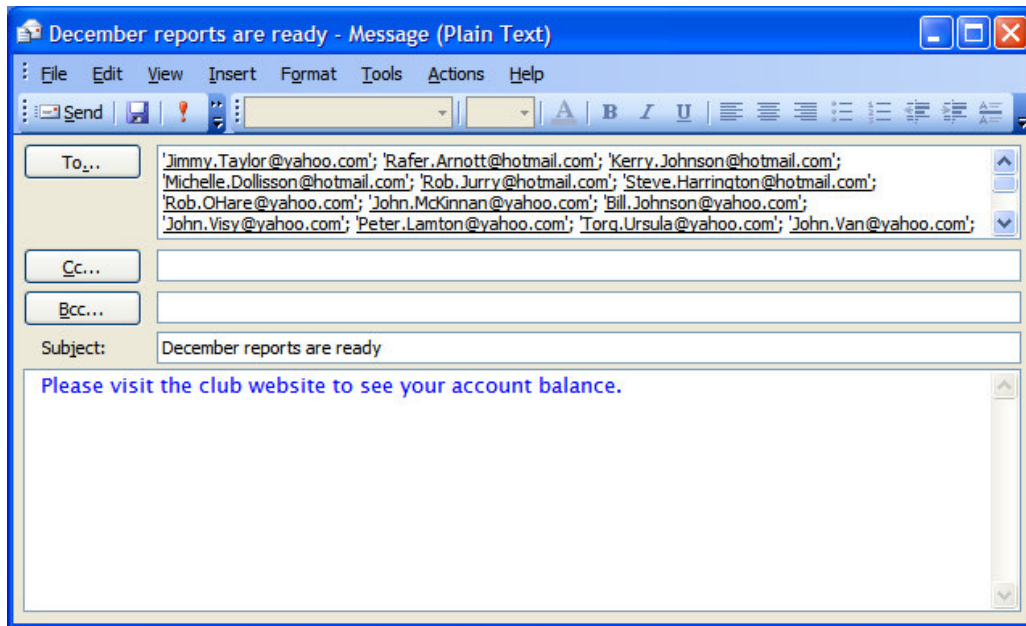 December reports are ready - Message (Plain Text)
File Edit View Insert Format Tools Actions Help
Send A B I U
To... 'Jimmy.Taylor@yahoo.com'; 'Rafer.Arnott@hotmail.com'; 'Kerry.Johnson@hotmail.com';
'Michelle.Dollisson@hotmail.com'; 'Rob.Jurry@hotmail.com'; 'Steve.Harrington@hotmail.com';
'Rob.OHare@yahoo.com'; 'John.McKinnan@yahoo.com'; 'Bill.Johnson@yahoo.com';
'John.Visy@yahoo.com'; 'Peter.Lamton@yahoo.com'; 'Torq.Ursula@yahoo.com'; 'John.Van@yahoo.com';
Cc...
Bcc...
Subject: December reports are ready
Please visit the club website to see your account balance.